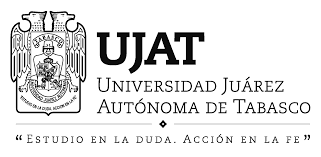 UJAT
UNIVERSIDAD JUÁREZ
AUTÓNOMA DE TABASCO
“ESTUDIO EN LA DUDA. ACCIÓN EN LA FE”